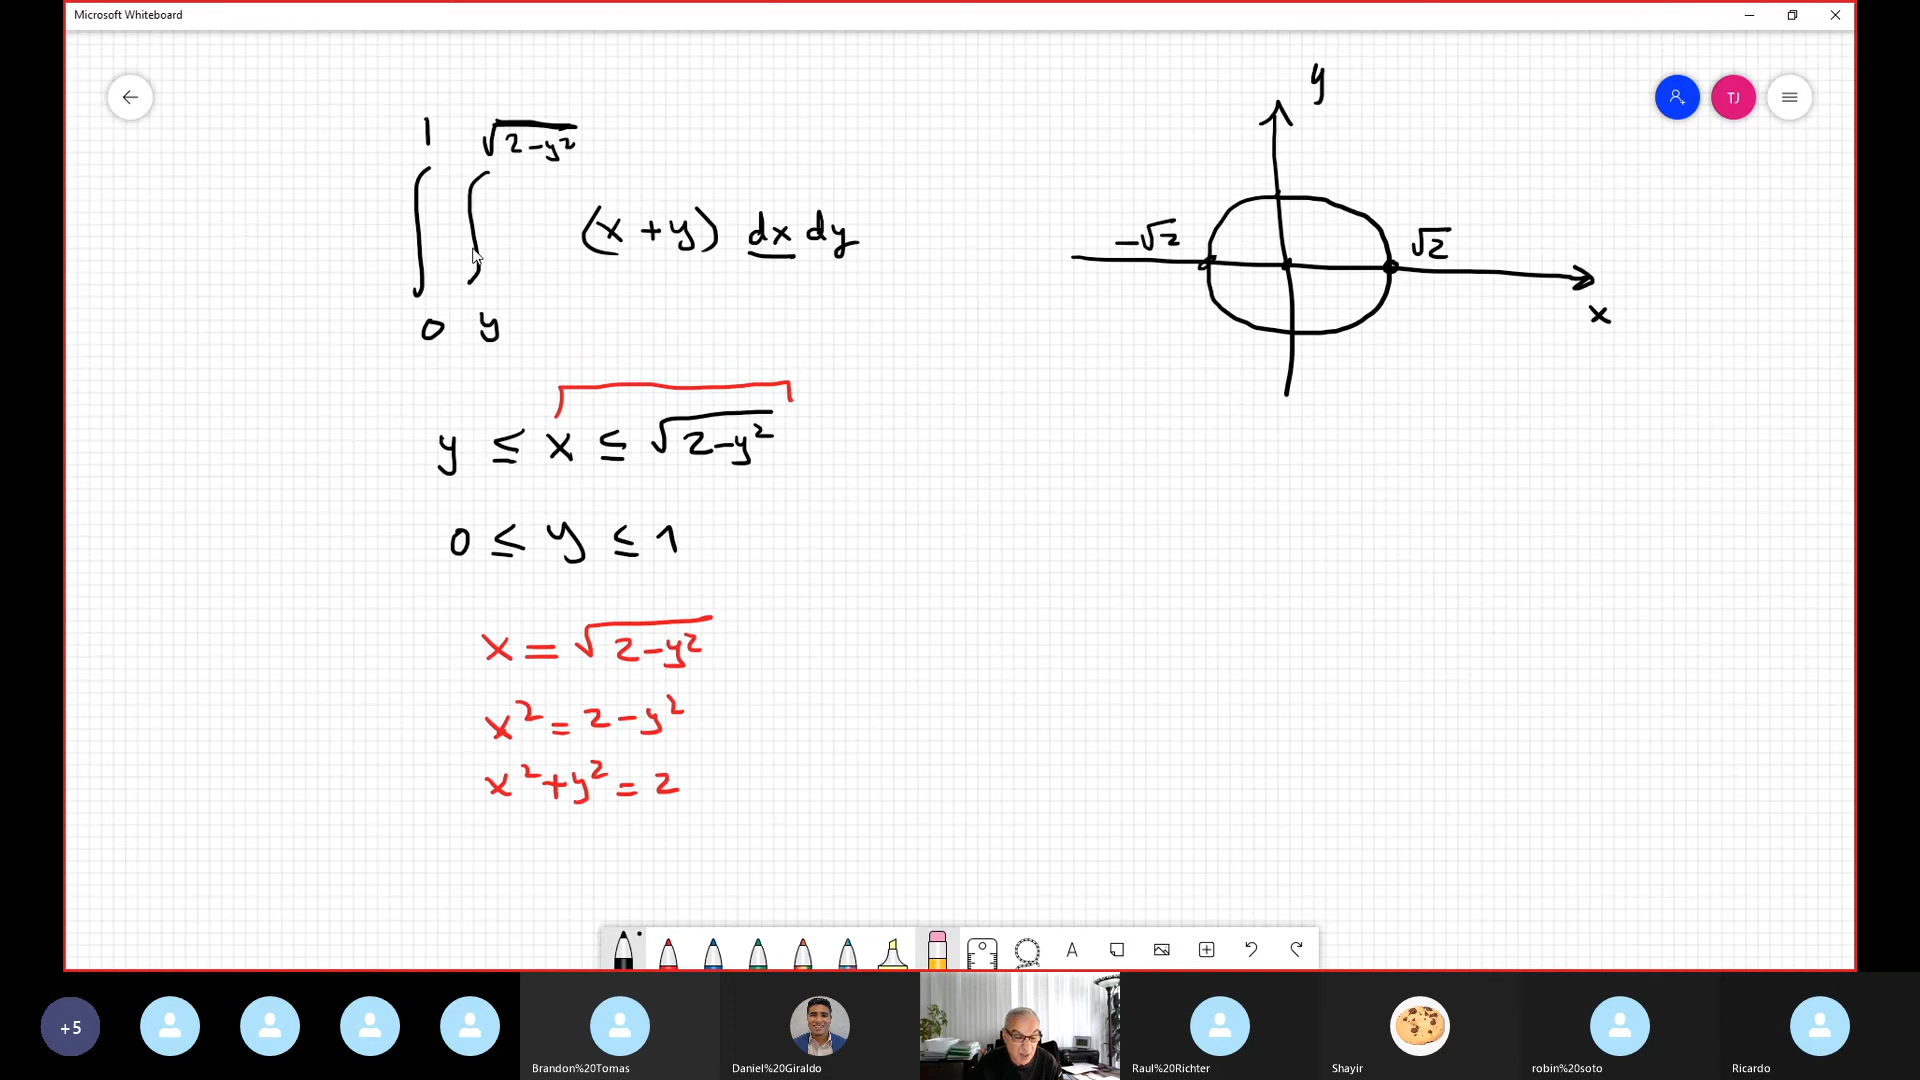 Microsoft Whiteboard
TJ
1 √2-y²
∫ ∫ (x+y) dx dy
0 y
y ≤ x ≤ √2-y²
0 ≤ y ≤ 1
x = √2-y²
x² = 2-y²
x²+y² = 2
y
-√2 √2
x
A
+5
Brandon%20Tomas
Daniel%20Giraldo
Raul%20Richter
Shayir
robin%20soto
Ricardo